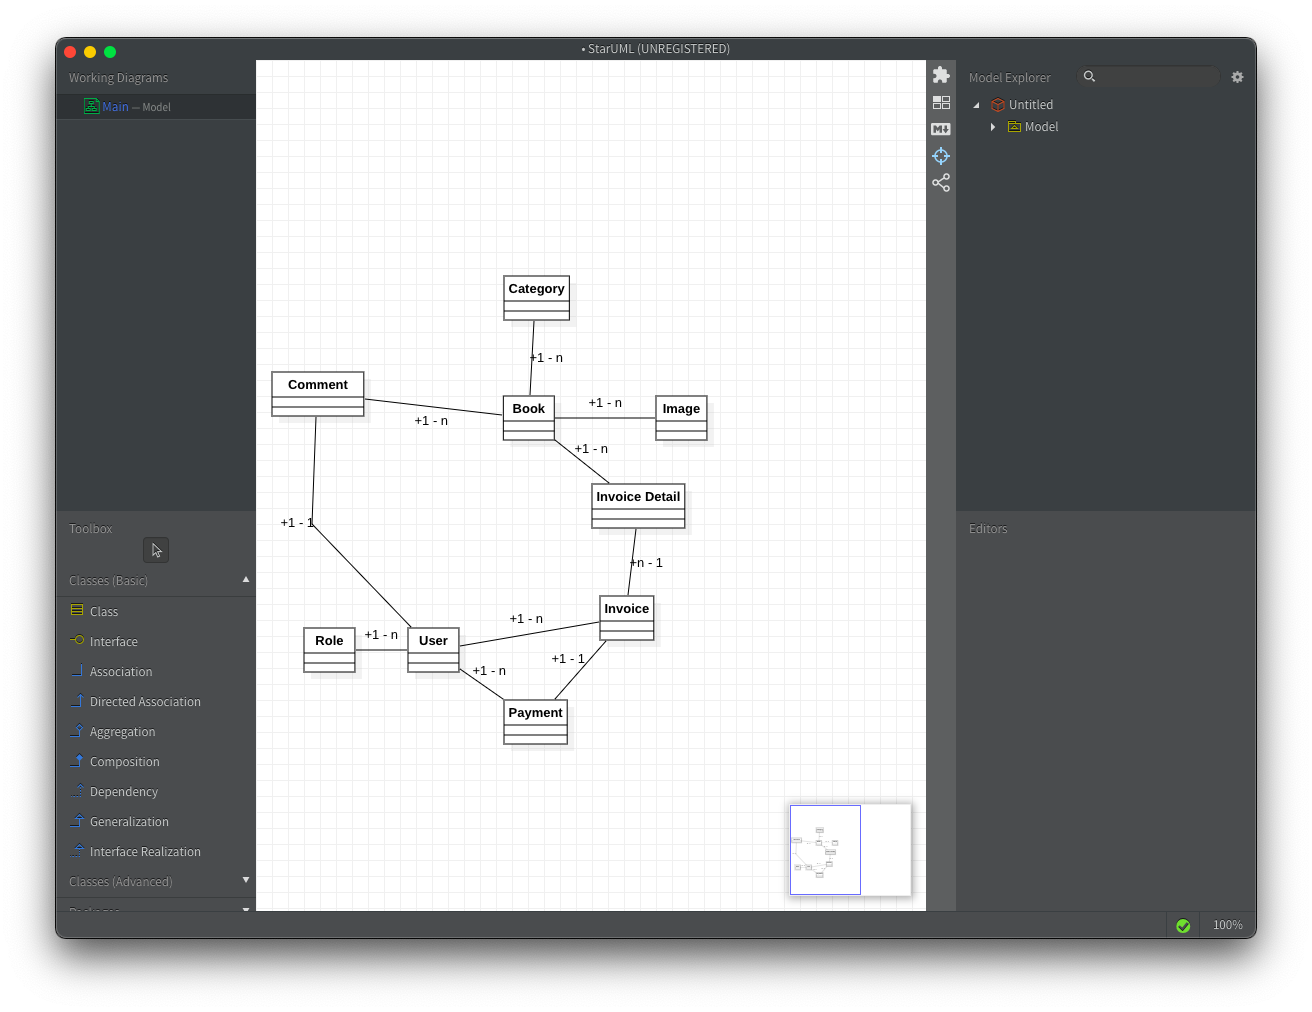 • StarUML (UNREGISTERED)
Working Diagrams
Main — Model
Model Explorer
Untitled
Model
Category
+1 - n
Comment
+1 - n
Book
+1 - n
Image
+1 - n
Invoice Detail
+1 - 1
+n - 1
Invoice
+1 - n
Role
+1 - n
User
+1 - 1
+1 - n
Payment
Toolbox
Classes (Basic)
Class
Interface
Association
Directed Association
Aggregation
Composition
Dependency
Generalization
Interface Realization
Classes (Advanced)
Packages
Editors
100%